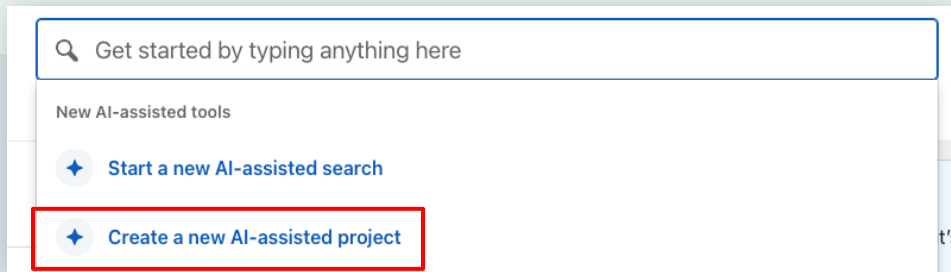 Get started by typing anything here
New AI-assisted tools
Start a new AI-assisted search
Create a new AI-assisted project